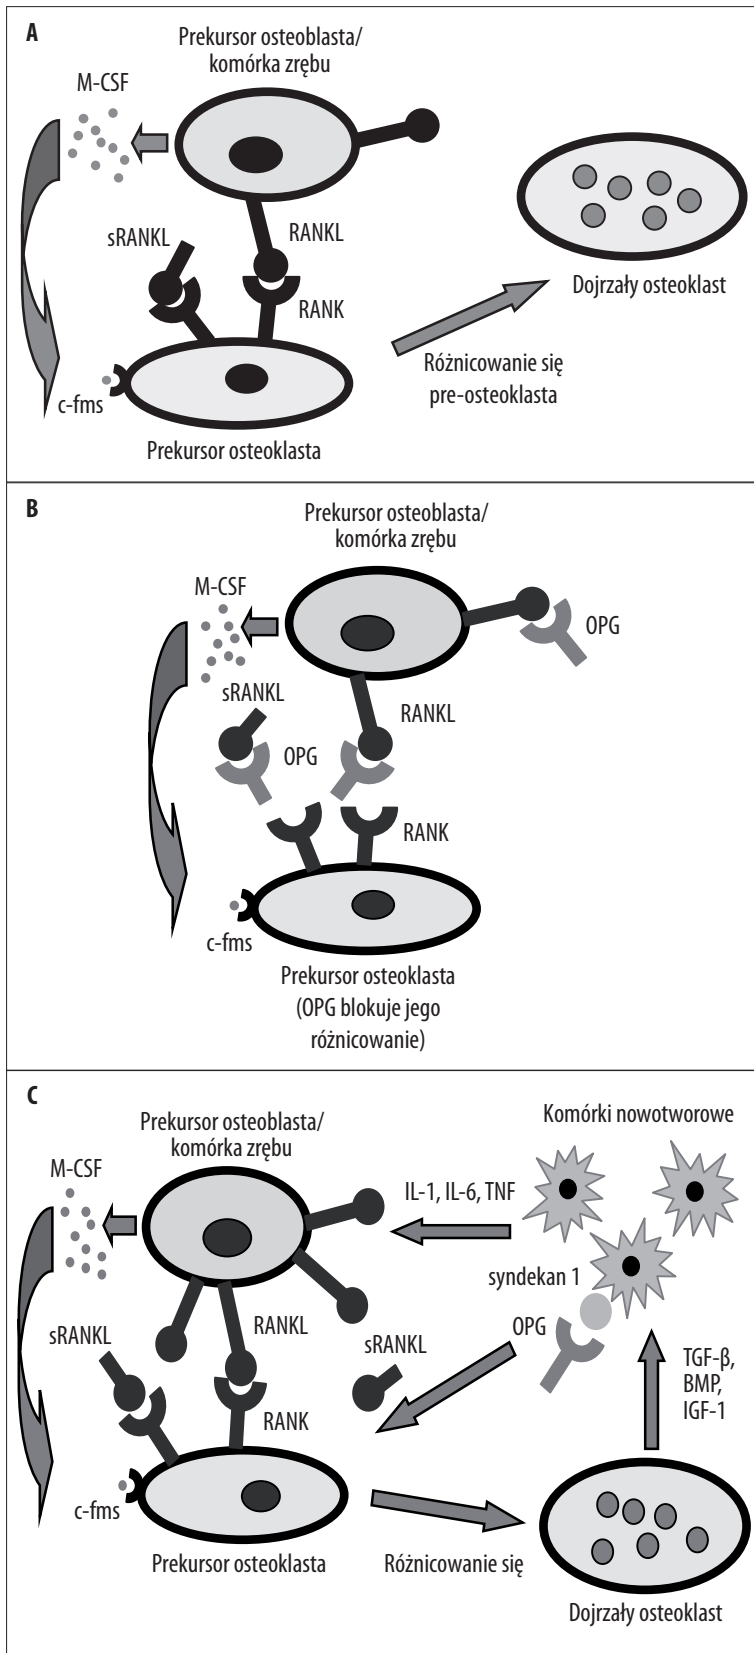 A
Prekursor osteoblasta/
komórka zrębu
M-CSF
sRANKL
RANKL
RANK
c-fms
Prekursor osteoklasta
Dojrzały osteoklast
Różnicowanie się
pre-osteoklasta
B
Prekursor osteoblasta/
komórka zrębu
M-CSF
OPG
sRANKL
RANKL
OPG
RANK
c-fms
Prekursor osteoklasta
(OPG blokuje jego
różnicowanie)
C
Komórki nowotworowe
Prekursor osteoblasta/
komórka zrębu
M-CSF
IL-1, IL-6, TNF
syndekan 1
OPG
RANKL
sRANKL
sRANKL
TGF-β,
BMP,
IGF-1
RANK
c-fms
Prekursor osteoklasta
Różnicowanie się
Dojrzały osteoklast